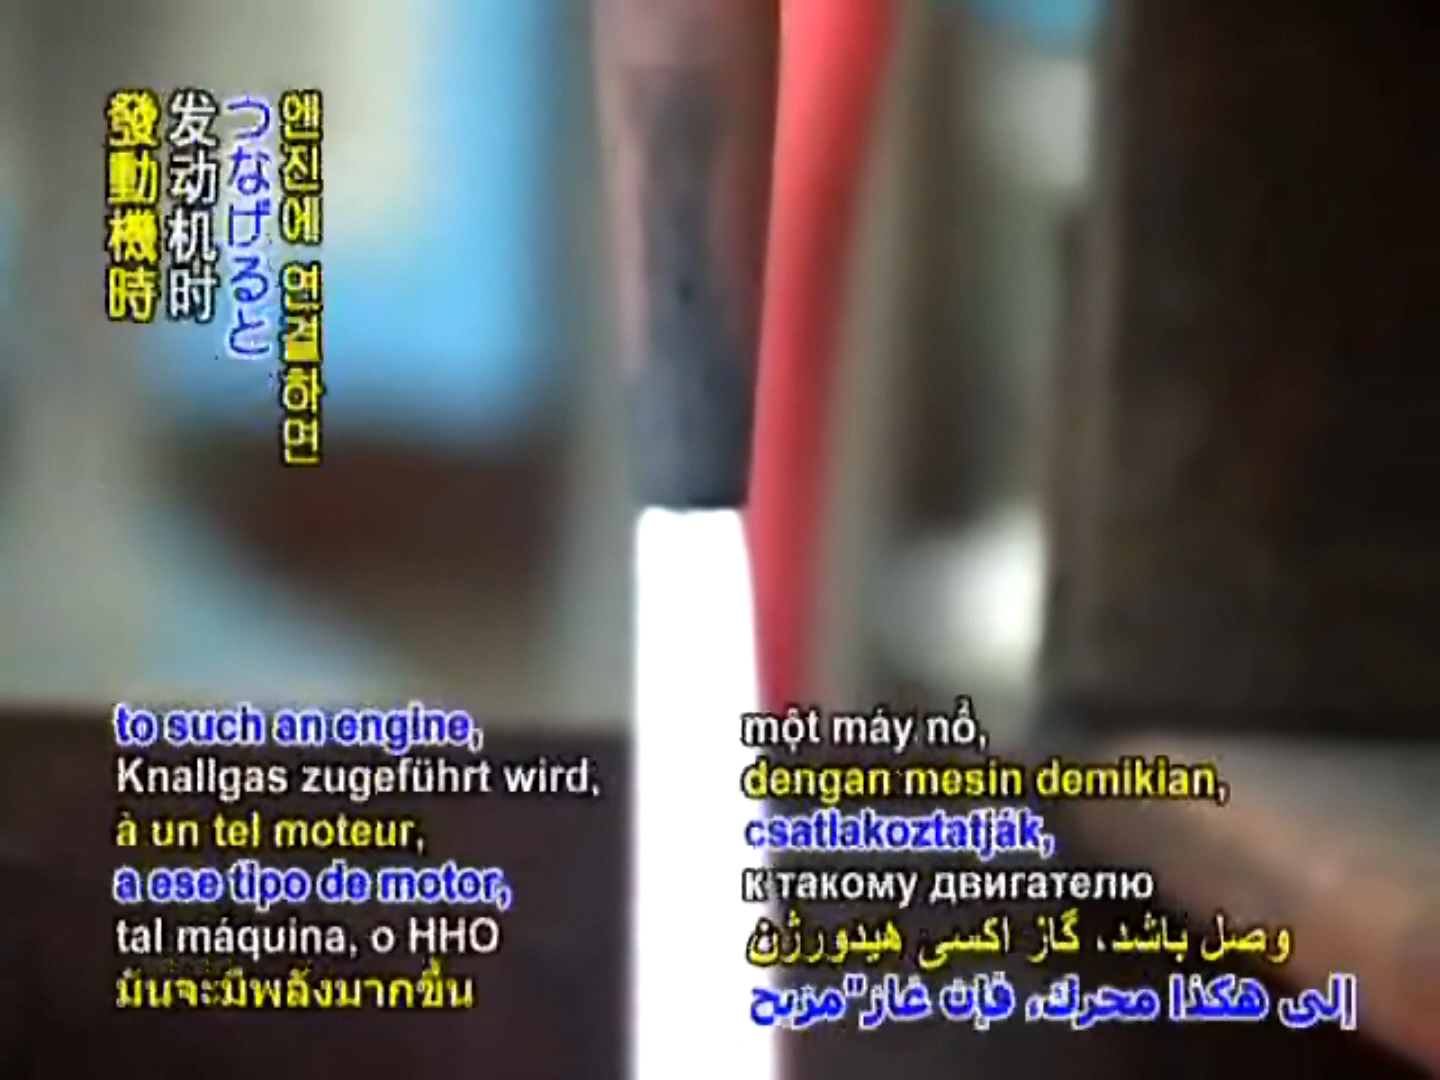 發動機時
发动机时
つなげると
엔진에 연결하면
to such an engine,
Knallgas zugeführt wird,
à un tel moteur,
a ese tipo de motor,
tal máquina, o HHO
มันจะมีพลังมากขึ้น
một máy nổ,
dengan mesin demikian,
csatlakoztatják,
к такому двигателю
وصل باشد، گاز اکسی هیدورژن
إلى هكذا محرك، فإن غاز "مزيج